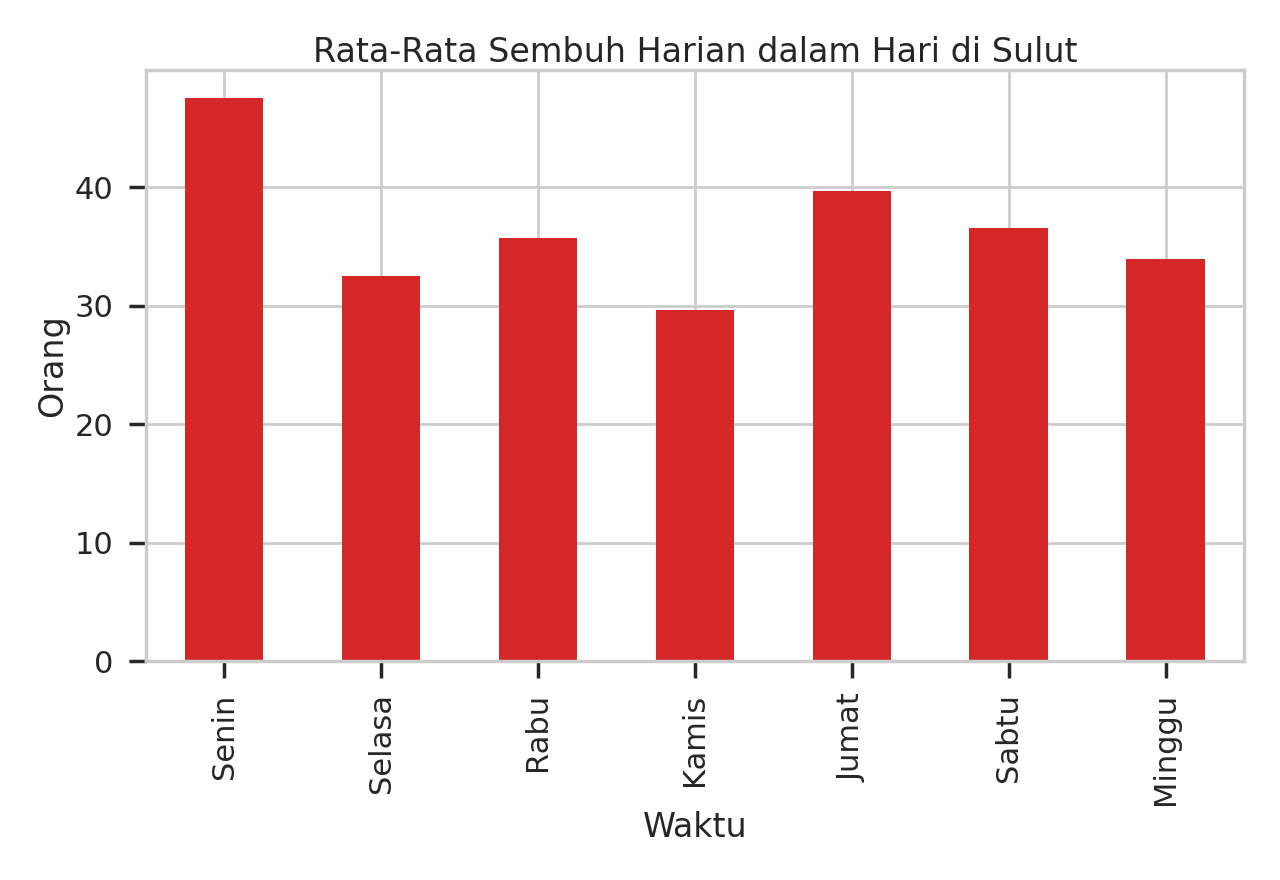 Rata-Rata Sembuh Harian dalam Hari di Sulut
Orang
40
30
20
10
0
Senin
Selasa
Rabu
Kamis
Jumat
Sabtu
Minggu
Waktu